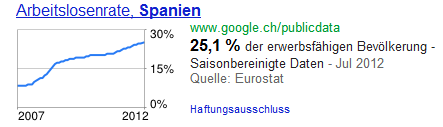 Arbeitslosenrate, Spanien
www.google.ch/publicdata
25,1 % der erwerbsfähigen Bevölkerung -
Saisonbereinigte Daten - Jul 2012
Quelle: Eurostat
Haftungsausschluss
30%
15%
0%
2007
2012